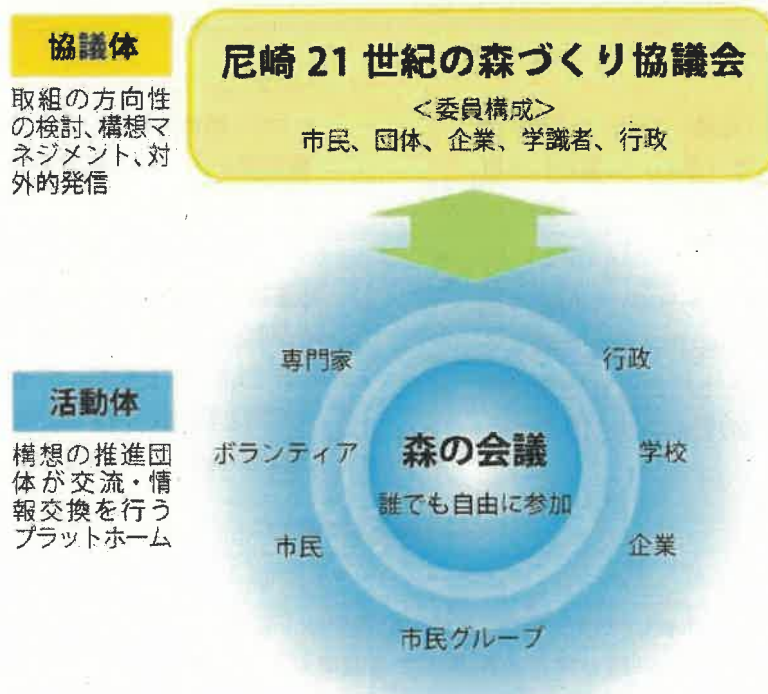 協議体
取組の方向性
の検討、構想マ
ネジメント、対
外的発信
尼崎 21 世紀の森づくり協議会
＜委員構成＞
市民、団体、企業、学識者、行政
活動体
構想の推進団
体が交流・情
報交換を行う
プラットホーム
専門家
行政
ボランティア
森の会議
学校
誰でも自由に参加
市民
企業
市民グループ